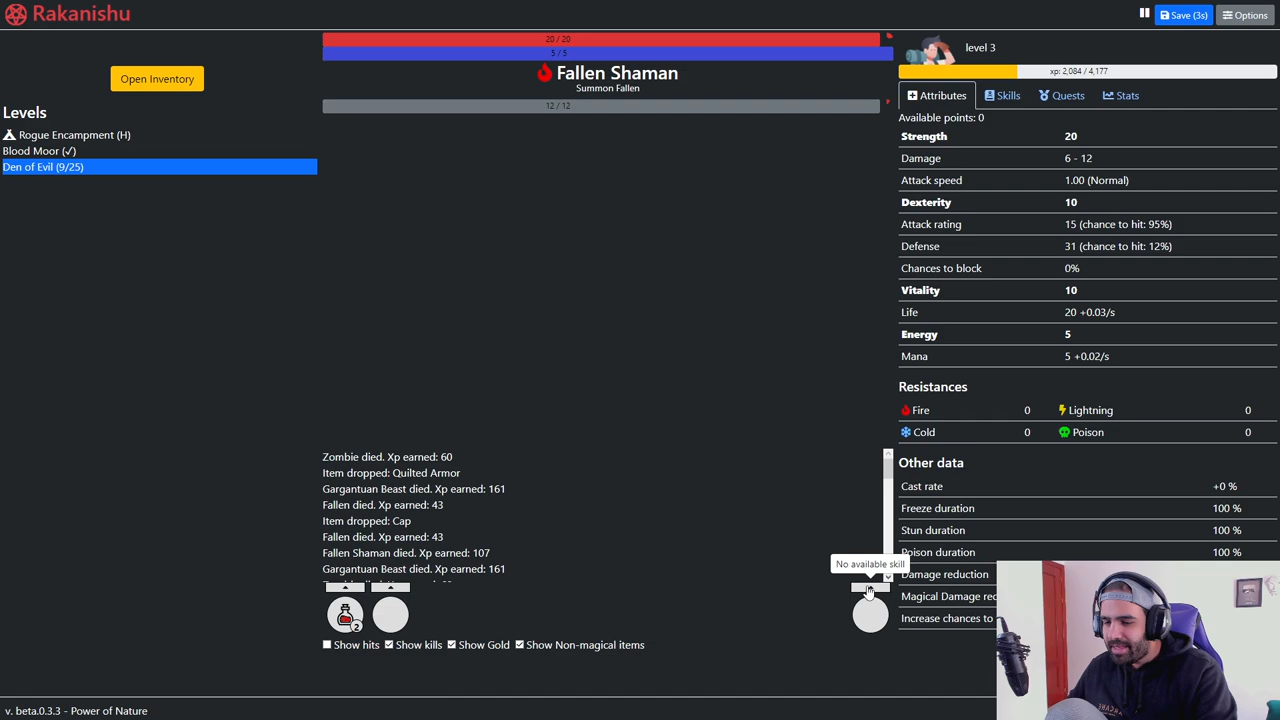 Rakanishu
Save (3s)
Options
Open Inventory
Levels
Rogue Encampment (H)
Blood Moor (✓)
Den of Evil (9/25)
20 / 20
5 / 5
Fallen Shaman
Summon Fallen
12 / 12
Zombie died. Xp earned: 60
Item dropped: Quilted Armor
Gargantuan Beast died. Xp earned: 161
Fallen died. Xp earned: 43
Item dropped: Cap
Fallen died. Xp earned: 43
Fallen Shaman died. Xp earned: 107
Gargantuan Beast died. Xp earned: 161
No available skill
2
Show hits Show kills Show Gold Show Non-magical items
level 3
xp: 2,084 / 4,177
Attributes Skills Quests Stats
Available points: 0
Strength 20
Damage 6 - 12
Attack speed 1.00 (Normal)
Dexterity 10
Attack rating 15 (chance to hit: 95%)
Defense 31 (chance to hit: 12%)
Chances to block 0%
Vitality 10
Life 20 +0.03/s
Energy 5
Mana 5 +0.02/s
Resistances
Fire 0 Lightning 0
Cold 0 Poison 0
Other data
Cast rate +0 %
Freeze duration 100 %
Stun duration 100 %
Poison duration 100 %
Damage reduction
Magical Damage
Increase chances to
v. beta.0.3.3 - Power of Nature